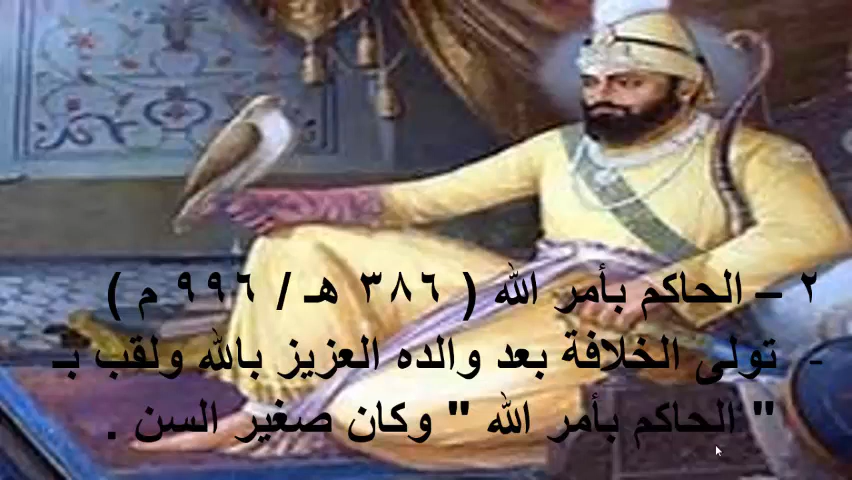 ٢ – الحاكم بأمر الله ( ٣٨٦ هـ / ٩٩٦ م )
- تولى الخلافة بعد والده العزيز بالله ولقب بـ
" الحاكم بأمر الله " وكان صغير السن .